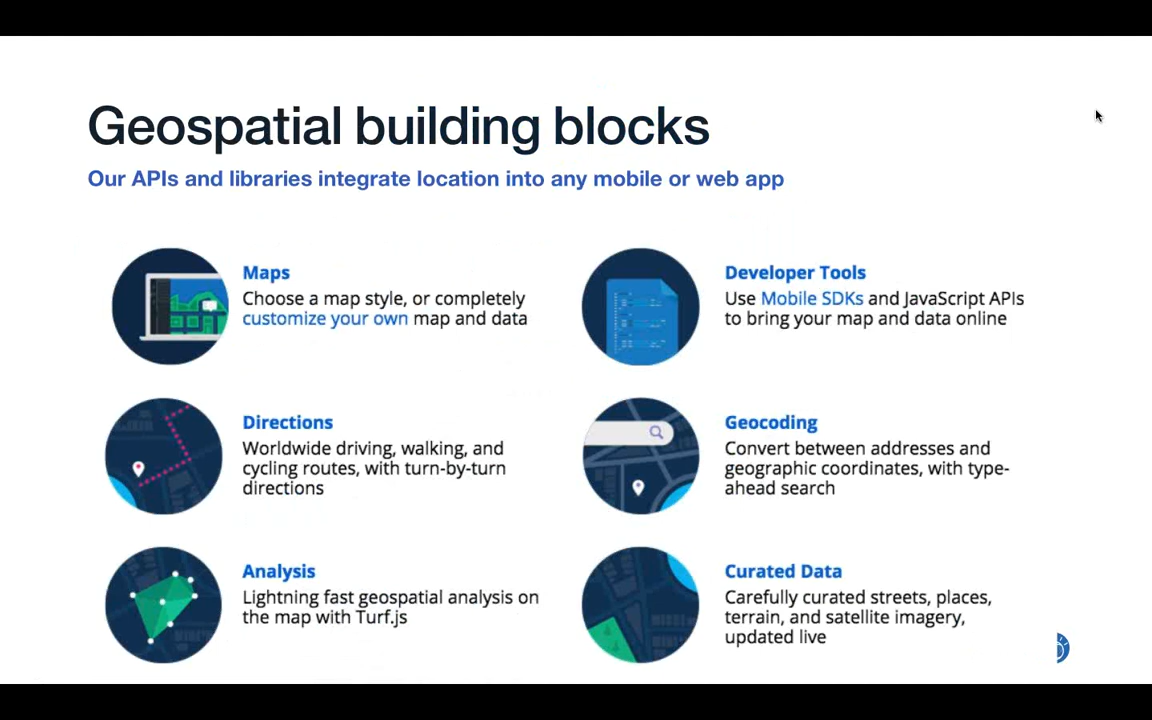 Geospatial building blocks
Our APIs and libraries integrate location into any mobile or web app
Maps
Choose a map style, or completely
customize your own map and data
Developer Tools
Use Mobile SDKs and JavaScript APIs
to bring your map and data online
Directions
Worldwide driving, walking, and
cycling routes, with turn-by-turn
directions
Geocoding
Convert between addresses and
geographic coordinates, with type-
ahead search
Analysis
Lightning fast geospatial analysis on
the map with Turf.js
Curated Data
Carefully curated streets, places,
terrain, and satellite imagery,
updated live